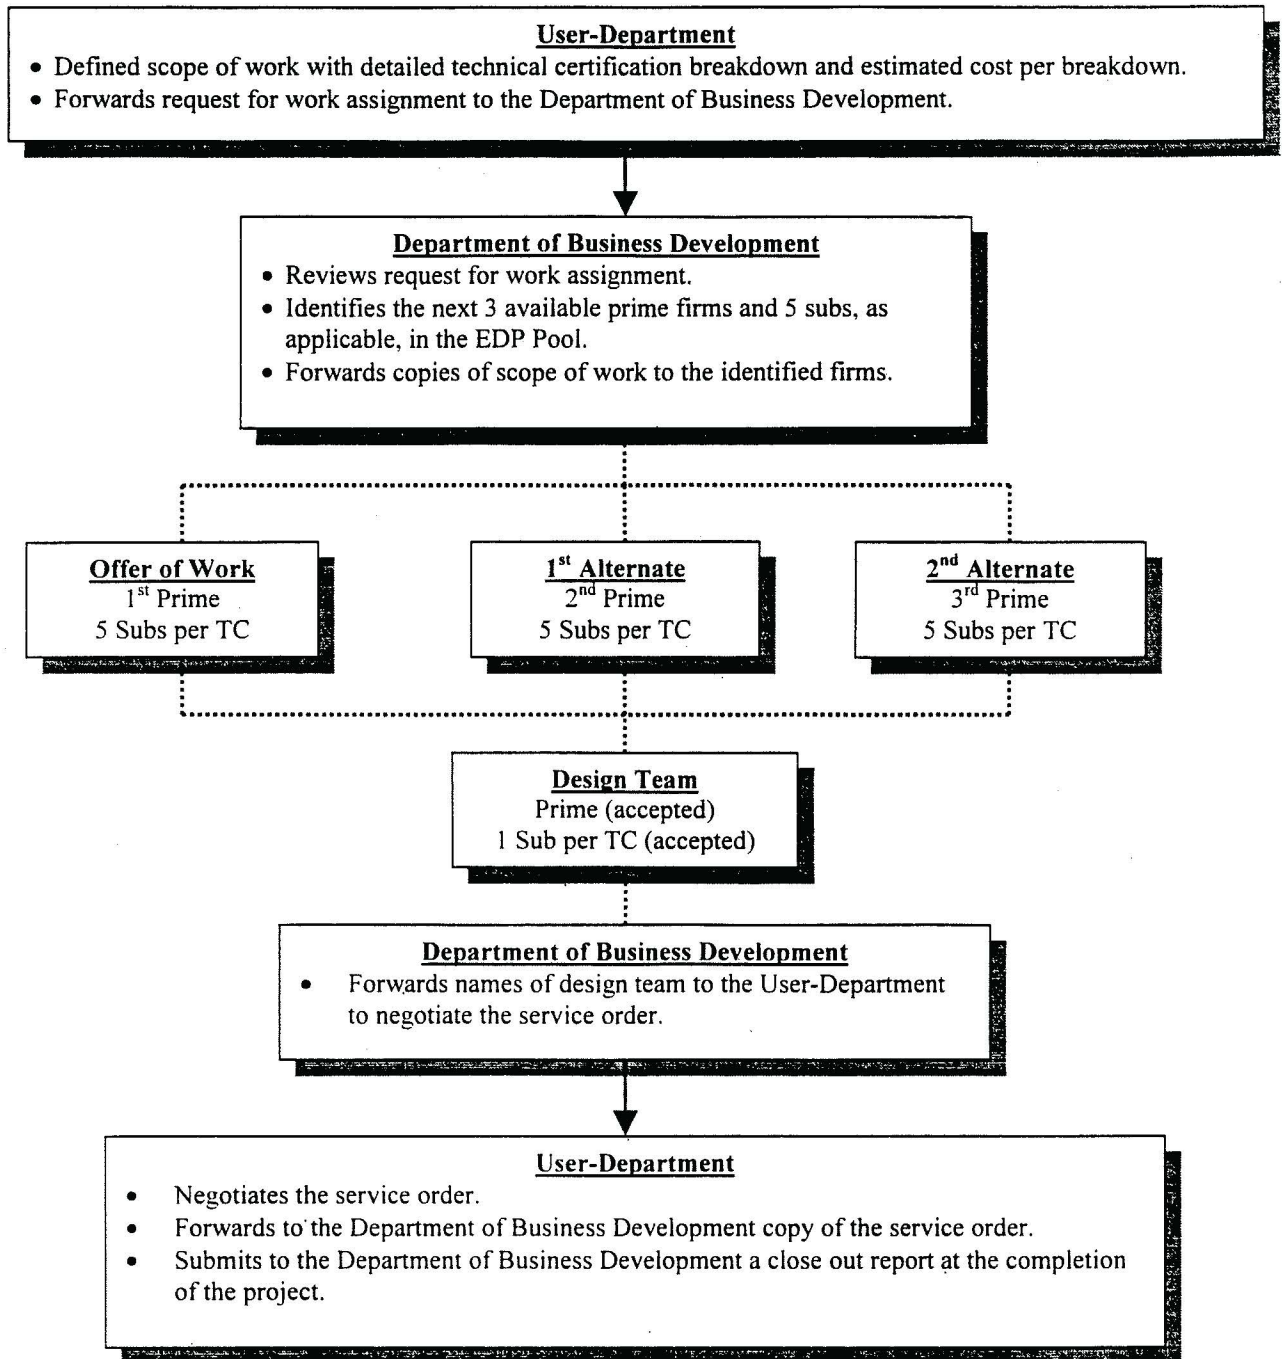 User-Department
• Defined scope of work with detailed technical certification breakdown and estimated cost per breakdown.
• Forwards request for work assignment to the Department of Business Development.
Department of Business Development
• Reviews request for work assignment.
• Identifies the next 3 available prime firms and 5 subs, as
applicable, in the EDP Pool.
• Forwards copies of scope of work to the identified firms.
Offer of Work
1st Prime
5 Subs per TC
1st Alternate
2nd Prime
5 Subs per TC
2nd Alternate
3rd Prime
5 Subs per TC
Design Team
Prime (accepted)
1 Sub per TC (accepted)
Department of Business Development
• Forwards names of design team to the User-Department
to negotiate the service order.
User-Department
• Negotiates the service order.
• Forwards to the Department of Business Development copy of the service order.
• Submits to the Department of Business Development a close out report at the completion
of the project.